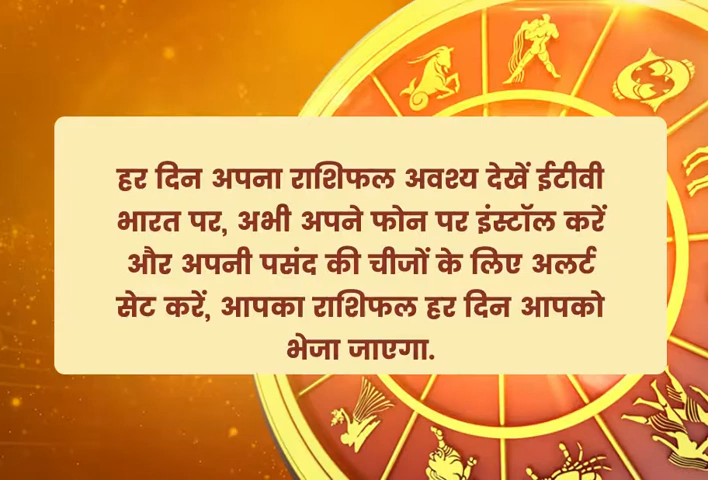 हर दिन अपना राशिफल अवश्य देखें ईटीवी
भारत पर, अभी अपने फोन पर इंस्टॉल करें
और अपनी पसंद की चीजों के लिए अलर्ट
सेट करें, आपका राशिफल हर दिन आपको
भेजा जाएगा.